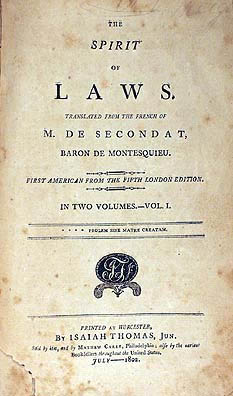 THE
SPIRIT
OF
LAWS.
TRANSLATED FROM THE FRENCH OF
M. DE SECONDAT,
BARON DE MONTESQUIEU.
FIRST AMERICAN FROM THE FIFTH LONDON EDITION.
IN TWO VOLUMES.—VOL. I.
.... PROLEM SINE MATRE CREATAM.
PRINTED AT WORCESTER,
BY ISAIAH THOMAS, JUN.
Sold by him, and by MATHEW CAREY, Philadelphia; also by the various
Booksellers throughout the United States.
JULY—1802.